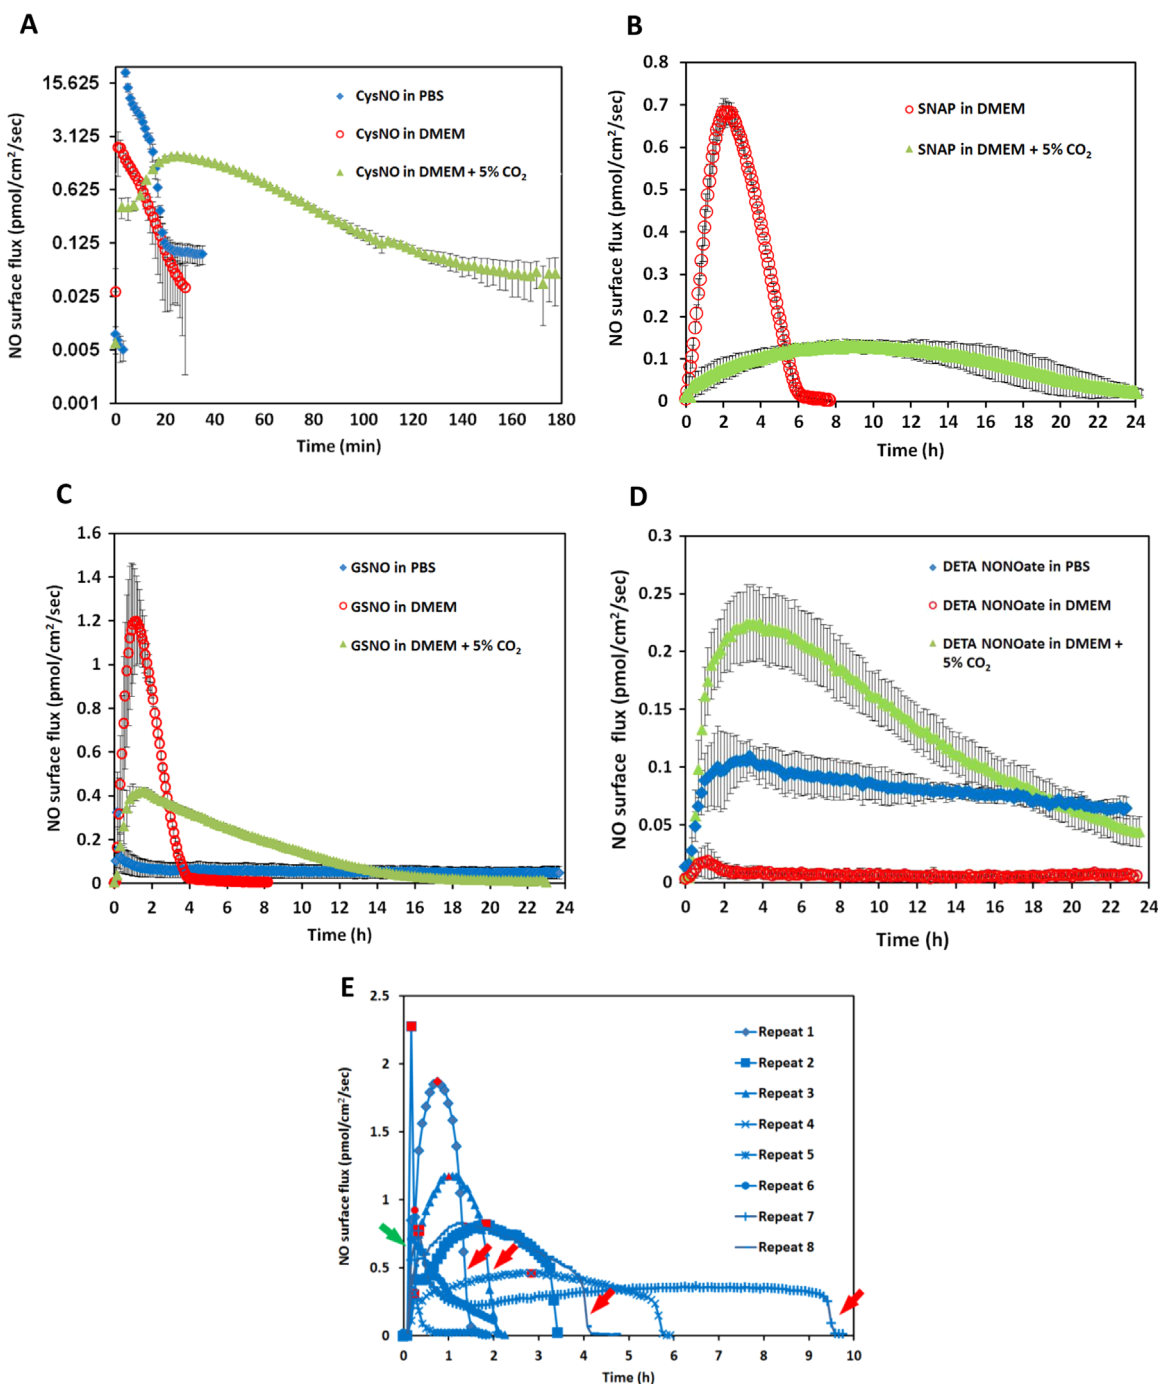 A
NO surface flux (pmol/cm²/sec)
15.625
3.125
0.625
0.125
0.025
0.005
0.001
CysNO in PBS
CysNO in DMEM
CysNO in DMEM + 5% CO₂
0 20 40 60 80 100 120 140 160 180
Time (min)
B
NO surface flux (pmol/cm²/sec)
0.8
0.7
0.6
0.5
0.4
0.3
0.2
0.1
0
SNAP in DMEM
SNAP in DMEM + 5% CO₂
0 2 4 6 8 10 12 14 16 18 20 22 24
Time (h)
C
NO surface flux (pmol/cm²/sec)
1.6
1.4
1.2
1
0.8
0.6
0.4
0.2
0
GSNO in PBS
GSNO in DMEM
GSNO in DMEM + 5% CO₂
0 2 4 6 8 10 12 14 16 18 20 22 24
Time (h)
D
NO surface flux (pmol/cm²/sec)
0.3
0.25
0.2
0.15
0.1
0.05
0
DETA NONOate in PBS
DETA NONOate in DMEM
DETA NONOate in DMEM +
5% CO₂
0 2 4 6 8 10 12 14 16 18 20 22 24
Time (h)
E
NO surface flux (pmol/cm²/sec)
2.5
2
1.5
1
0.5
0
Repeat 1
Repeat 2
Repeat 3
Repeat 4
Repeat 5
Repeat 6
Repeat 7
Repeat 8
0 1 2 3 4 5 6 7 8 9 10
Time (h)